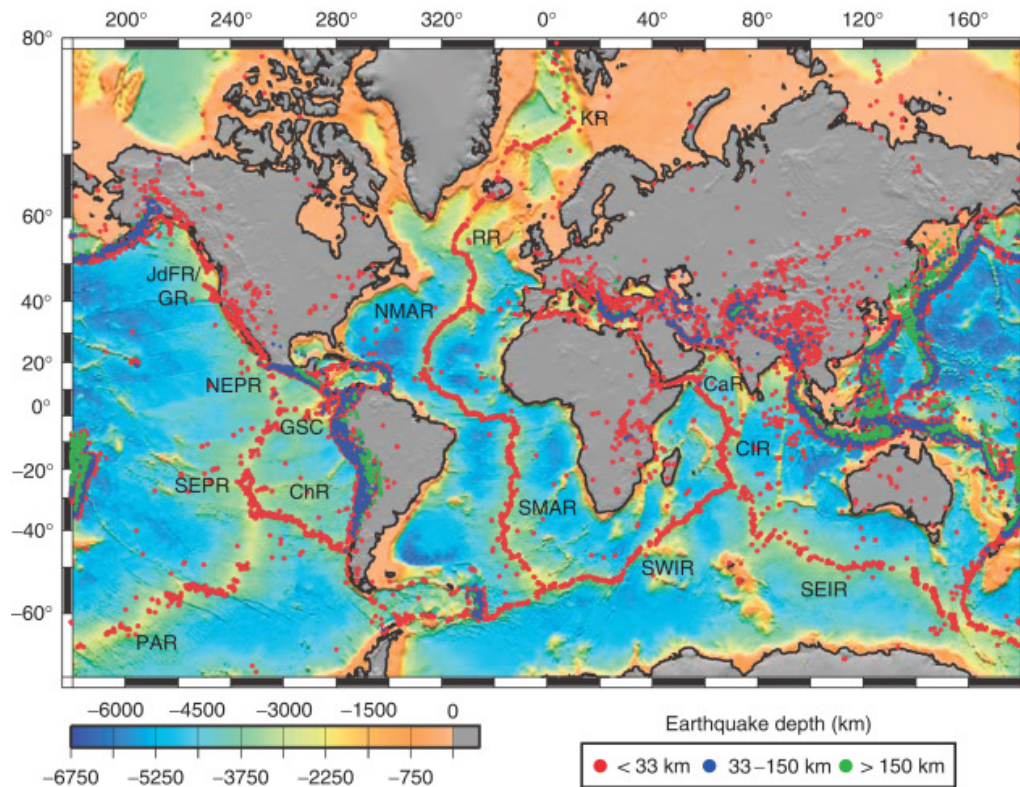 200° 240° 280° 320° 0° 40° 80° 120° 160°
80°
KR
60°
RR
JdFR/
GR
40°
NMAR
20°
NEPR
CaR
0°
GSC
CIR
−20°
SEPR
ChR
SMAR
−40°
SWIR
SEIR
−60°
PAR
−6000 −4500 −3000 −1500 0
−6750 −5250 −3750 −2250 −750
Earthquake depth (km)
< 33 km 33–150 km > 150 km